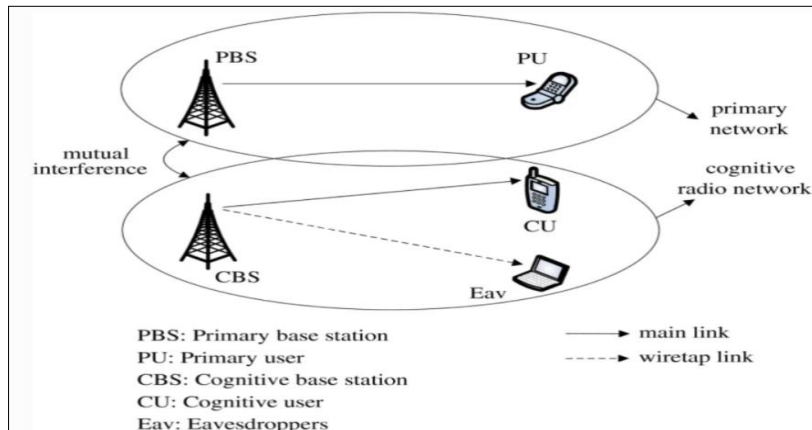 PBS
PU
primary
network
mutual
interference
cognitive
radio network
CU
CBS
Eav
PBS: Primary base station
main link
PU: Primary user
wiretap link
CBS: Cognitive base station
CU: Cognitive user
Eav: Eavesdroppers